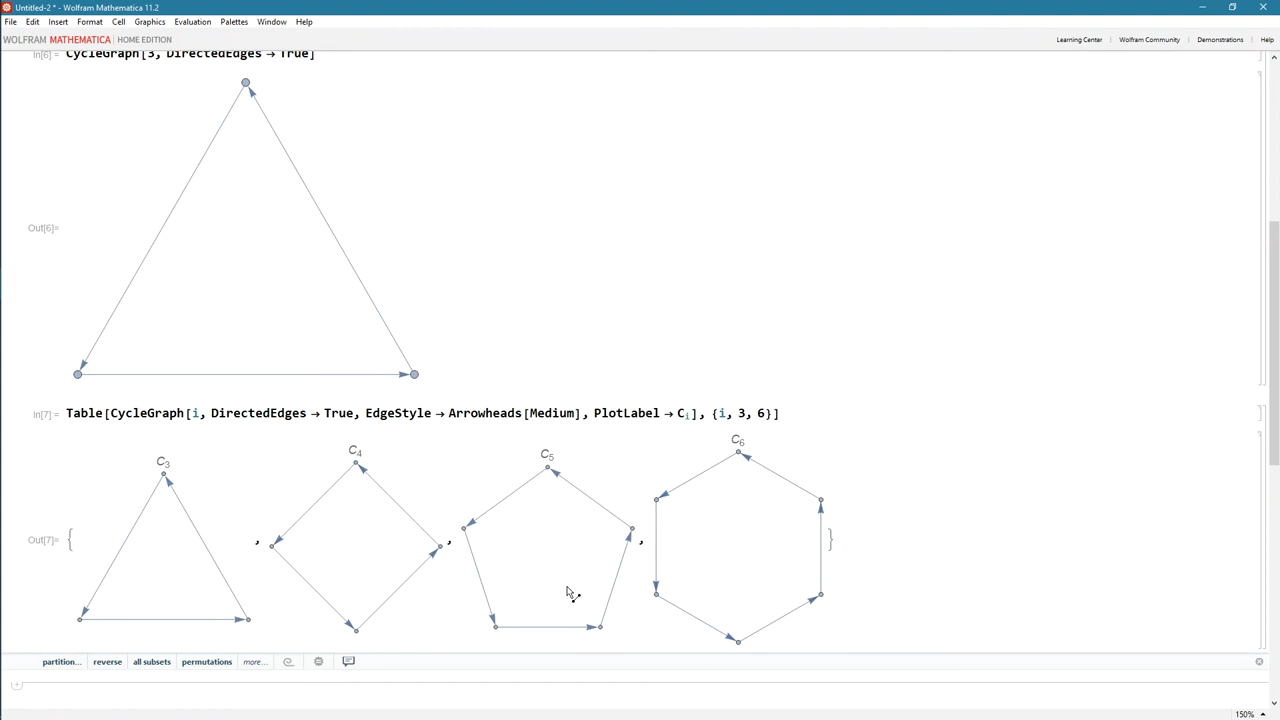 Untitled-2 * - Wolfram Mathematica 11.2
File Edit Insert Format Cell Graphics Evaluation Palettes Window Help
WOLFRAM MATHEMATICA | HOME EDITION Learning Center | Wolfram Community | Demonstrations | Help
In[6]:= CycleGraph[3, DirectedEdges → True]
Out[6]=
In[7]:= Table[CycleGraph[i, DirectedEdges → True, EdgeStyle → Arrowheads[Medium], PlotLabel → Cᵢ], {i, 3, 6}]
C₃ C₄ C₅ C₆
Out[7]= { , , , }
partition... reverse all subsets permutations more...
150%